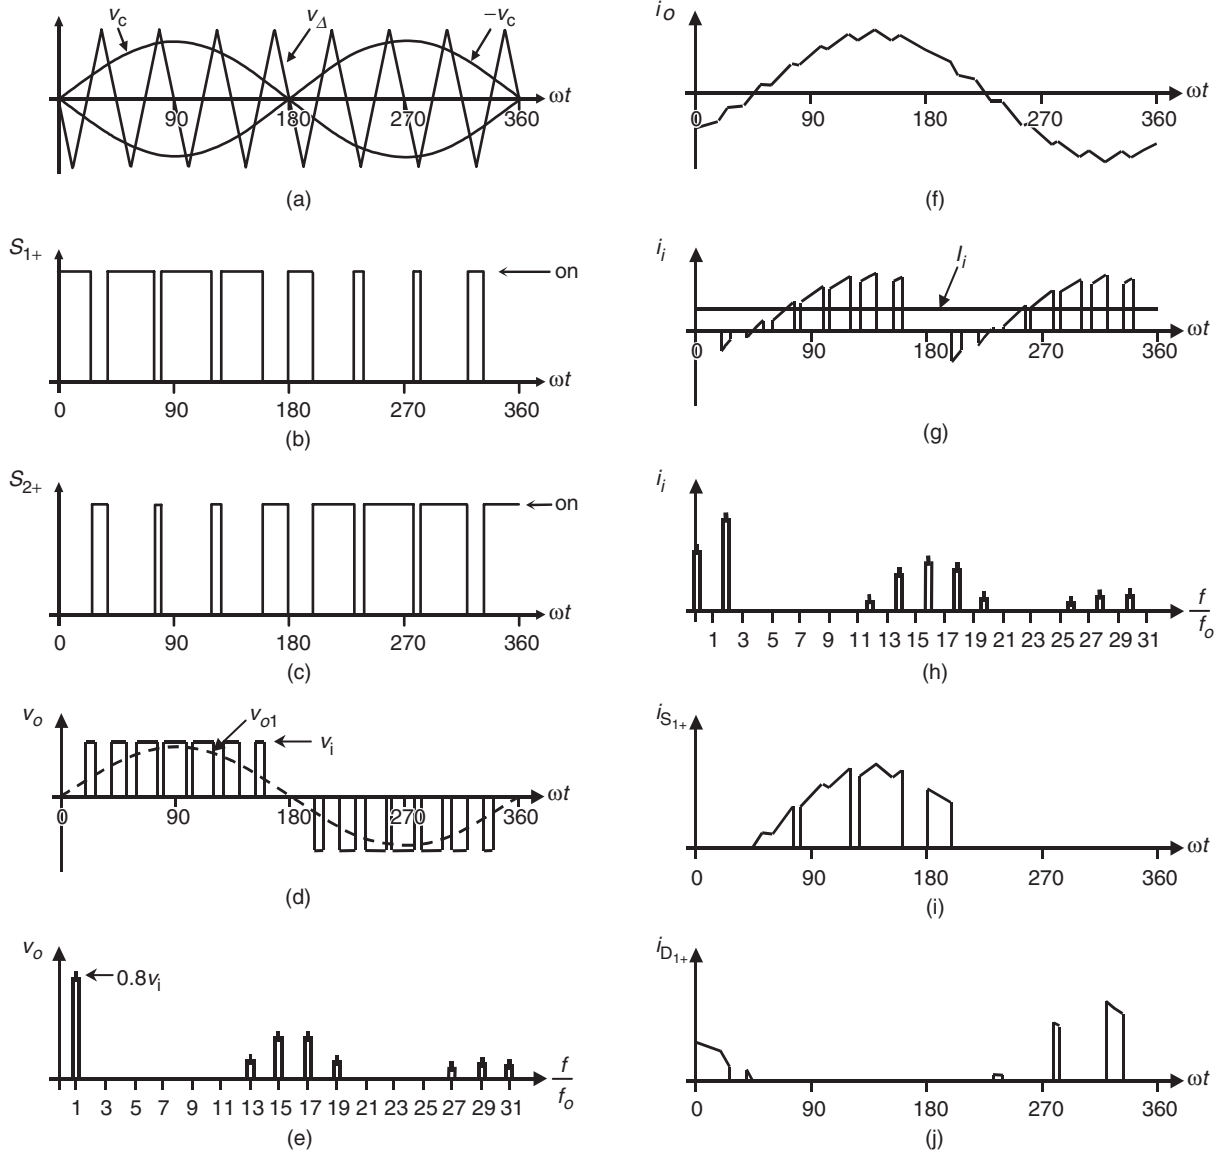 v_c
v_Δ
−v_c
ωt
90
180
270
360
(a)
S_1+
on
ωt
0
90
180
270
360
(b)
S_2+
on
ωt
0
90
180
270
360
(c)
v_o
v_o1
v_i
ωt
0
90
180
270
360
(d)
v_o
0.8v_i
f
f_o
1 3 5 7 9 11 13 15 17 19 21 23 25 27 29 31
(e)
i_o
ωt
0
90
180
270
360
(f)
i_i
I_i
ωt
0
90
180
270
360
(g)
i_i
f
f_o
1 3 5 7 9 11 13 15 17 19 21 23 25 27 29 31
(h)
i_S1+
ωt
0
90
180
270
360
(i)
i_D1+
ωt
0
90
180
270
360
(j)